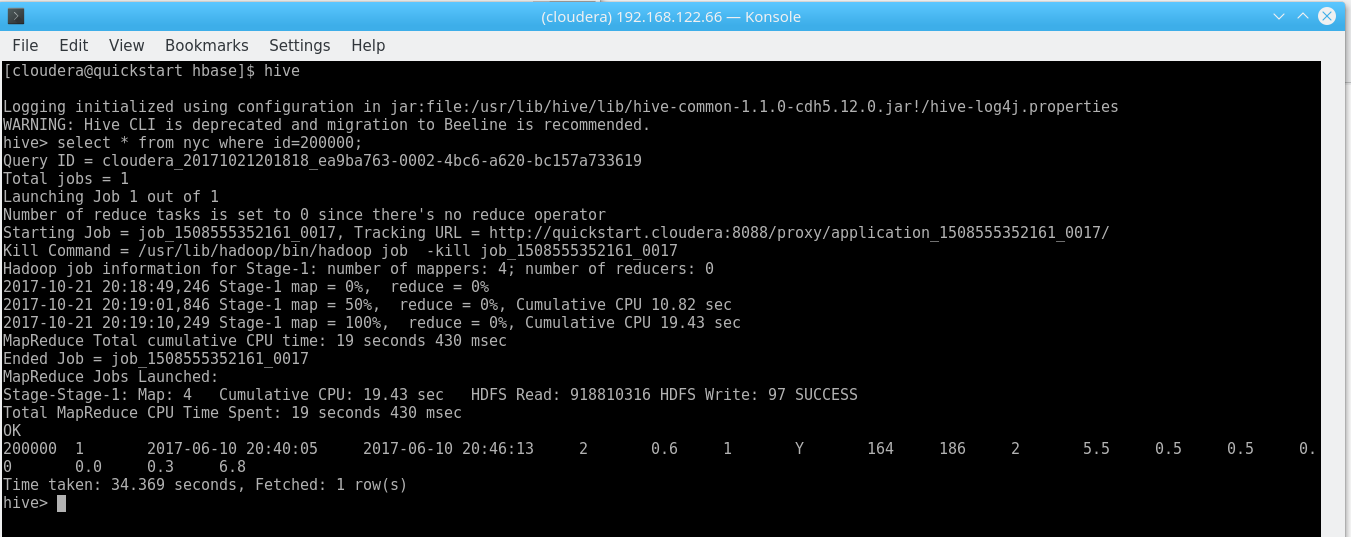 (cloudera) 192.168.122.66 — Konsole
File Edit View Bookmarks Settings Help
[cloudera@quickstart hbase]$ hive
Logging initialized using configuration in jar:file:/usr/lib/hive/lib/hive-common-1.1.0-cdh5.12.0.jar!/hive-log4j.properties
WARNING: Hive CLI is deprecated and migration to Beeline is recommended.
hive> select * from nyc where id=200000;
Query ID = cloudera_20171021201818_ea9ba763-0002-4bc6-a620-bc157a733619
Total jobs = 1
Launching Job 1 out of 1
Number of reduce tasks is set to 0 since there's no reduce operator
Starting Job = job_1508555352161_0017, Tracking URL = http://quickstart.cloudera:8088/proxy/application_1508555352161_0017/
Kill Command = /usr/lib/hadoop/bin/hadoop job  -kill job_1508555352161_0017
Hadoop job information for Stage-1: number of mappers: 4; number of reducers: 0
2017-10-21 20:18:49,246 Stage-1 map = 0%,  reduce = 0%
2017-10-21 20:19:01,846 Stage-1 map = 50%,  reduce = 0%, Cumulative CPU 10.82 sec
2017-10-21 20:19:10,249 Stage-1 map = 100%,  reduce = 0%, Cumulative CPU 19.43 sec
MapReduce Total cumulative CPU time: 19 seconds 430 msec
Ended Job = job_1508555352161_0017
MapReduce Jobs Launched:
Stage-Stage-1: Map: 4   Cumulative CPU: 19.43 sec   HDFS Read: 918810316 HDFS Write: 97 SUCCESS
Total MapReduce CPU Time Spent: 19 seconds 430 msec
OK
200000  1       2017-06-10 20:40:05     2017-06-10 20:46:13     2       0.6     1       Y       164     186     2       5.5     0.5     0.5     0.
0       0.0     0.3     6.8
Time taken: 34.369 seconds, Fetched: 1 row(s)
hive>